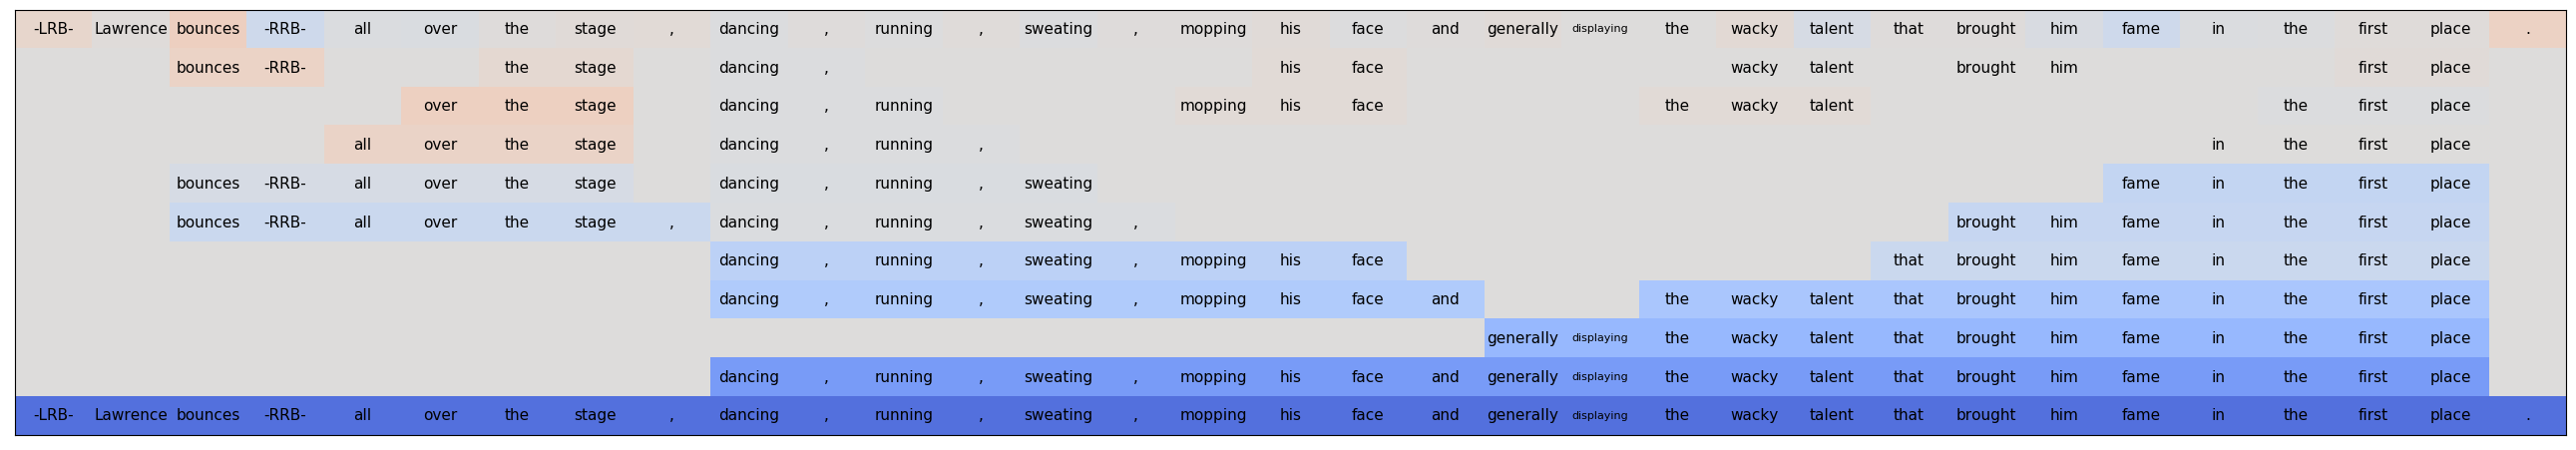 -LRB- Lawrence bounces -RRB- all over the stage , dancing , running , sweating , mopping his face and generally displaying the wacky talent that brought him fame in the first place .
bounces -RRB- the stage dancing , his face wacky talent brought him first place
over the stage dancing , running mopping his face the wacky talent the first place
all over the stage dancing , running , in the first place
bounces -RRB- all over the stage dancing , running , sweating fame in the first place
bounces -RRB- all over the stage , dancing , running , sweating , brought him fame in the first place
dancing , running , sweating , mopping his face that brought him fame in the first place
dancing , running , sweating , mopping his face and the wacky talent that brought him fame in the first place
generally displaying the wacky talent that brought him fame in the first place
dancing , running , sweating , mopping his face and generally displaying the wacky talent that brought him fame in the first place
-LRB- Lawrence bounces -RRB- all over the stage , dancing , running , sweating , mopping his face and generally displaying the wacky talent that brought him fame in the first place .